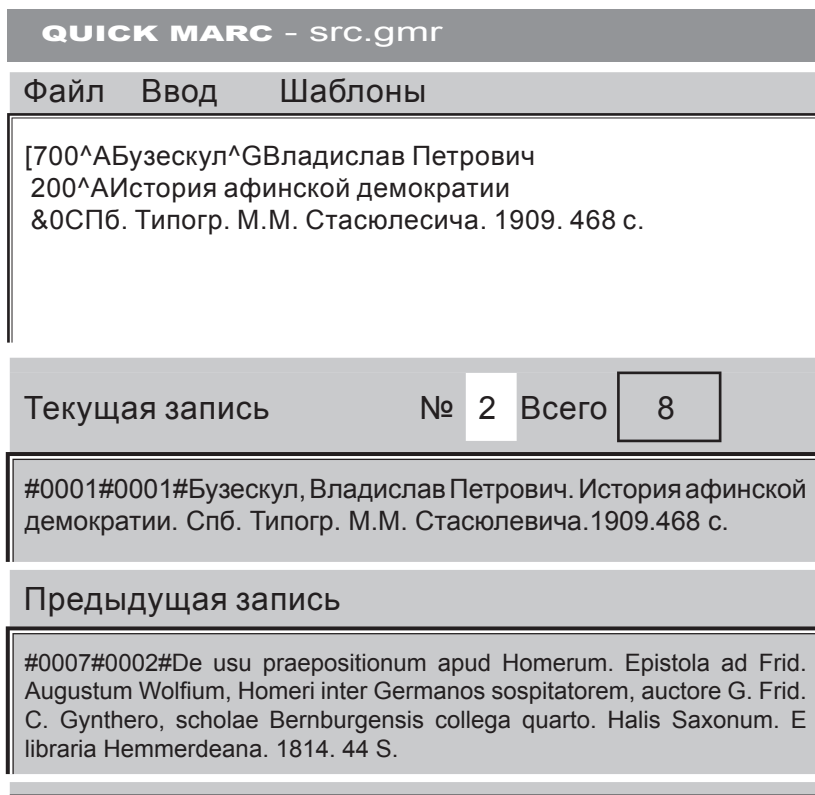 QUICK MARC - src.gmr
Файл Ввод Шаблоны
[700^AБузескул^GВладислав Петрович
200^AИстория афинской демократии
&0СПб. Типогр. М.М. Стасюлесича. 1909. 468 с.
Текущая запись № 2 Всего 8
#0001#0001#Бузескул, Владислав Петрович. История афинской
демократии. Спб. Типогр. М.М. Стасюлевича.1909.468 с.
Предыдущая запись
#0007#0002#De usu praepositionum apud Homerum. Epistola ad Frid.
Augustum Wolfium, Homeri inter Germanos sospitatorem, auctore G. Frid.
C. Gynthero, scholae Bernburgensis collega quarto. Halis Saxonum. E
libraria Hemmerdeana. 1814. 44 S.